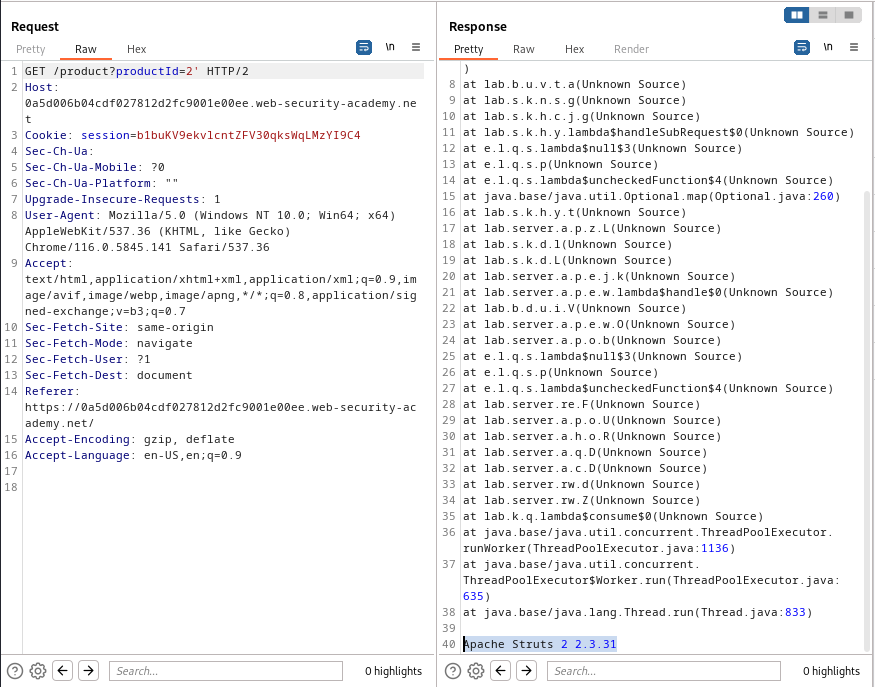 Request
Pretty Raw Hex
\n
1 GET /product?productId=2' HTTP/2
2 Host:
0a5d006b04cdf027812d2fc9001e00ee.web-security-academy.ne
t
3 Cookie: session=b1buKV9ekvlcntZFV30qksWqLMzYI9C4
4 Sec-Ch-Ua:
5 Sec-Ch-Ua-Mobile: ?0
6 Sec-Ch-Ua-Platform: ""
7 Upgrade-Insecure-Requests: 1
8 User-Agent: Mozilla/5.0 (Windows NT 10.0; Win64; x64)
AppleWebKit/537.36 (KHTML, like Gecko)
Chrome/116.0.5845.141 Safari/537.36
9 Accept:
text/html,application/xhtml+xml,application/xml;q=0.9,im
age/avif,image/webp,image/apng,*/*;q=0.8,application/sig
ned-exchange;v=b3;q=0.7
10 Sec-Fetch-Site: same-origin
11 Sec-Fetch-Mode: navigate
12 Sec-Fetch-User: ?1
13 Sec-Fetch-Dest: document
14 Referer:
https://0a5d006b04cdf027812d2fc9001e00ee.web-security-ac
ademy.net/
15 Accept-Encoding: gzip, deflate
16 Accept-Language: en-US,en;q=0.9
17
18
Search...
0 highlights
Response
Pretty Raw Hex Render
\n
)
8 at lab.b.u.v.t.a(Unknown Source)
9 at lab.s.k.n.s.g(Unknown Source)
10 at lab.s.k.h.c.j.g(Unknown Source)
11 at lab.s.k.h.y.lambda$handleSubRequest$0(Unknown Source)
12 at e.l.q.s.lambda$null$3(Unknown Source)
13 at e.l.q.s.p(Unknown Source)
14 at e.l.q.s.lambda$uncheckedFunction$4(Unknown Source)
15 at java.base/java.util.Optional.map(Optional.java:260)
16 at lab.s.k.h.y.t(Unknown Source)
17 at lab.server.a.p.z.L(Unknown Source)
18 at lab.s.k.d.l(Unknown Source)
19 at lab.s.k.d.L(Unknown Source)
20 at lab.server.a.p.e.j.k(Unknown Source)
21 at lab.server.a.p.e.w.lambda$handle$0(Unknown Source)
22 at lab.b.d.u.i.V(Unknown Source)
23 at lab.server.a.p.e.w.O(Unknown Source)
24 at lab.server.a.p.o.b(Unknown Source)
25 at e.l.q.s.lambda$null$3(Unknown Source)
26 at e.l.q.s.p(Unknown Source)
27 at e.l.q.s.lambda$uncheckedFunction$4(Unknown Source)
28 at lab.server.re.F(Unknown Source)
29 at lab.server.a.p.o.U(Unknown Source)
30 at lab.server.a.h.o.R(Unknown Source)
31 at lab.server.a.q.D(Unknown Source)
32 at lab.server.a.c.D(Unknown Source)
33 at lab.server.rw.d(Unknown Source)
34 at lab.server.rw.Z(Unknown Source)
35 at lab.k.q.lambda$consume$0(Unknown Source)
36 at java.base/java.util.concurrent.ThreadPoolExecutor.
runWorker(ThreadPoolExecutor.java:1136)
37 at java.base/java.util.concurrent.
ThreadPoolExecutor$Worker.run(ThreadPoolExecutor.java:
635)
38 at java.base/java.lang.Thread.run(Thread.java:833)
39
40 Apache Struts 2 2.3.31
Search...
0 highlights